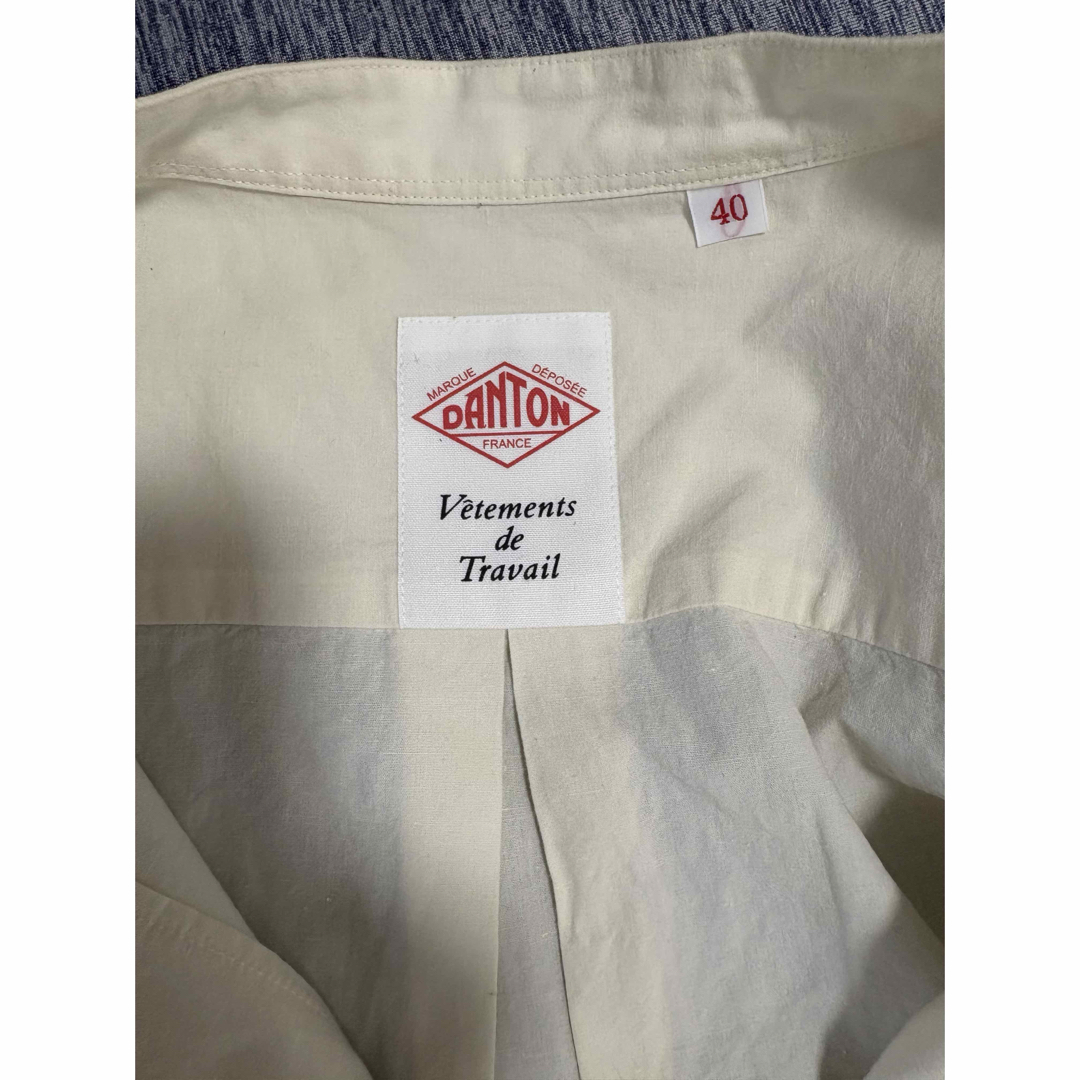 40
MARQUE DÉPOSÉE
DANTON
FRANCE
Vêtements
de
Travail